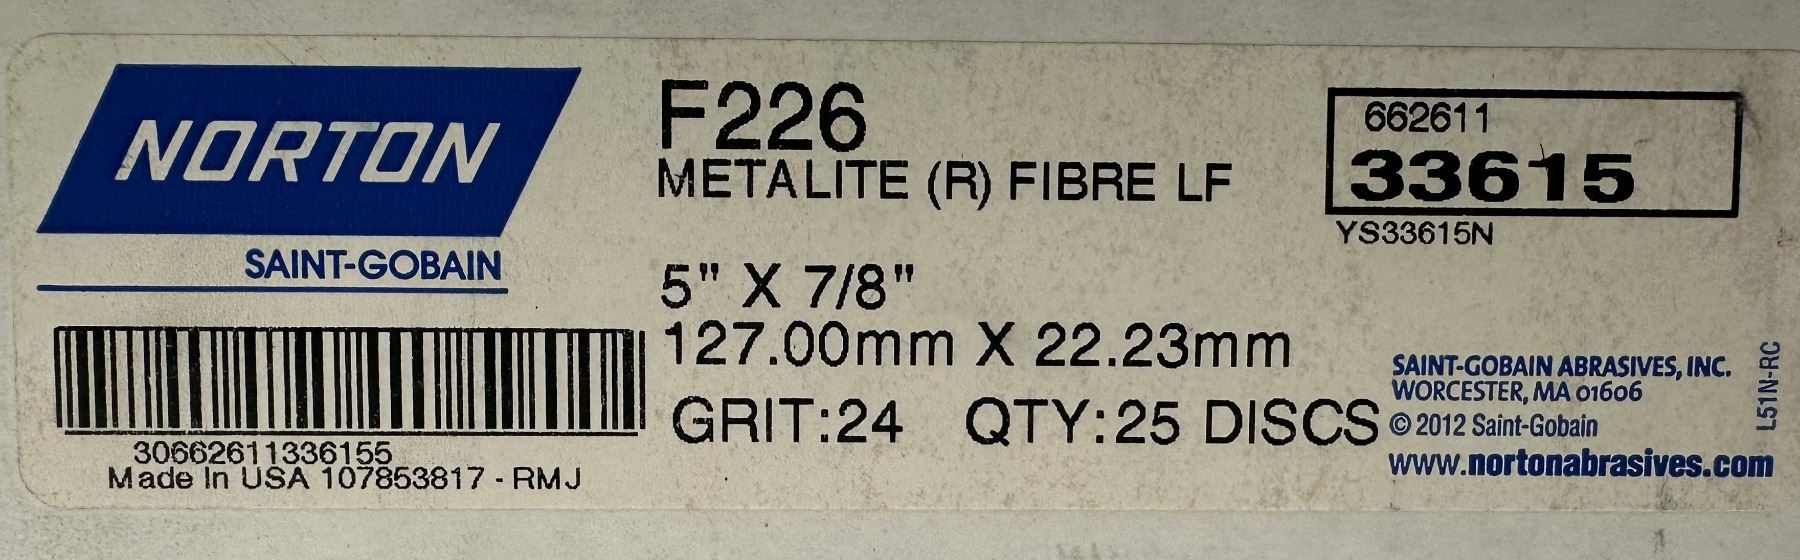 NORTON
SAINT-GOBAIN
30662611336155
Made In USA 107853817 - RMJ
F226
METALITE (R) FIBRE LF
5" X 7/8"
127.00mm X 22.23mm
GRIT:24 QTY:25 DISCS
662611
33615
YS33615N
SAINT-GOBAIN ABRASIVES, INC.
WORCESTER, MA 01606
© 2012 Saint-Gobain
www.nortonabrasives.com
L51N-RC